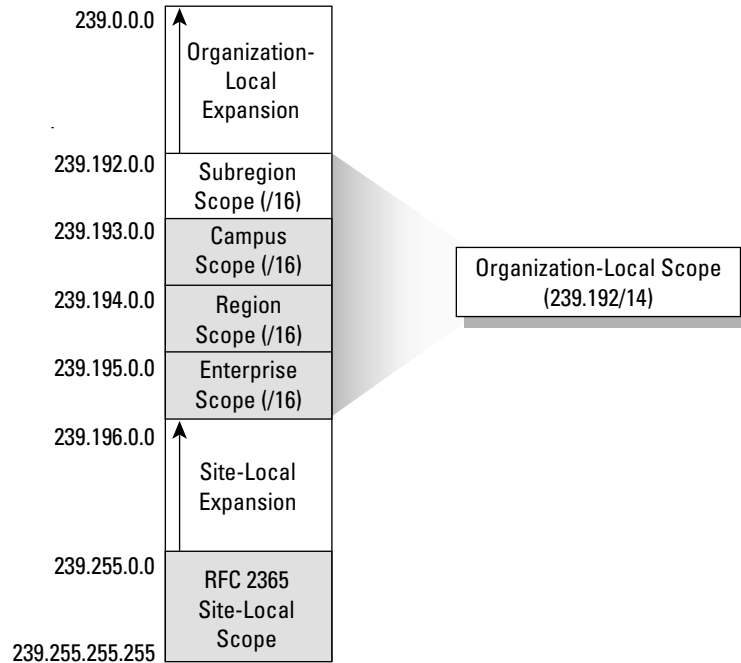 239.0.0.0
Organization-
Local
Expansion
239.192.0.0
Subregion
Scope (/16)
239.193.0.0
Campus
Scope (/16)
239.194.0.0
Region
Scope (/16)
239.195.0.0
Enterprise
Scope (/16)
239.196.0.0
Site-Local
Expansion
239.255.0.0
RFC 2365
Site-Local
Scope
239.255.255.255
Organization-Local Scope
(239.192/14)